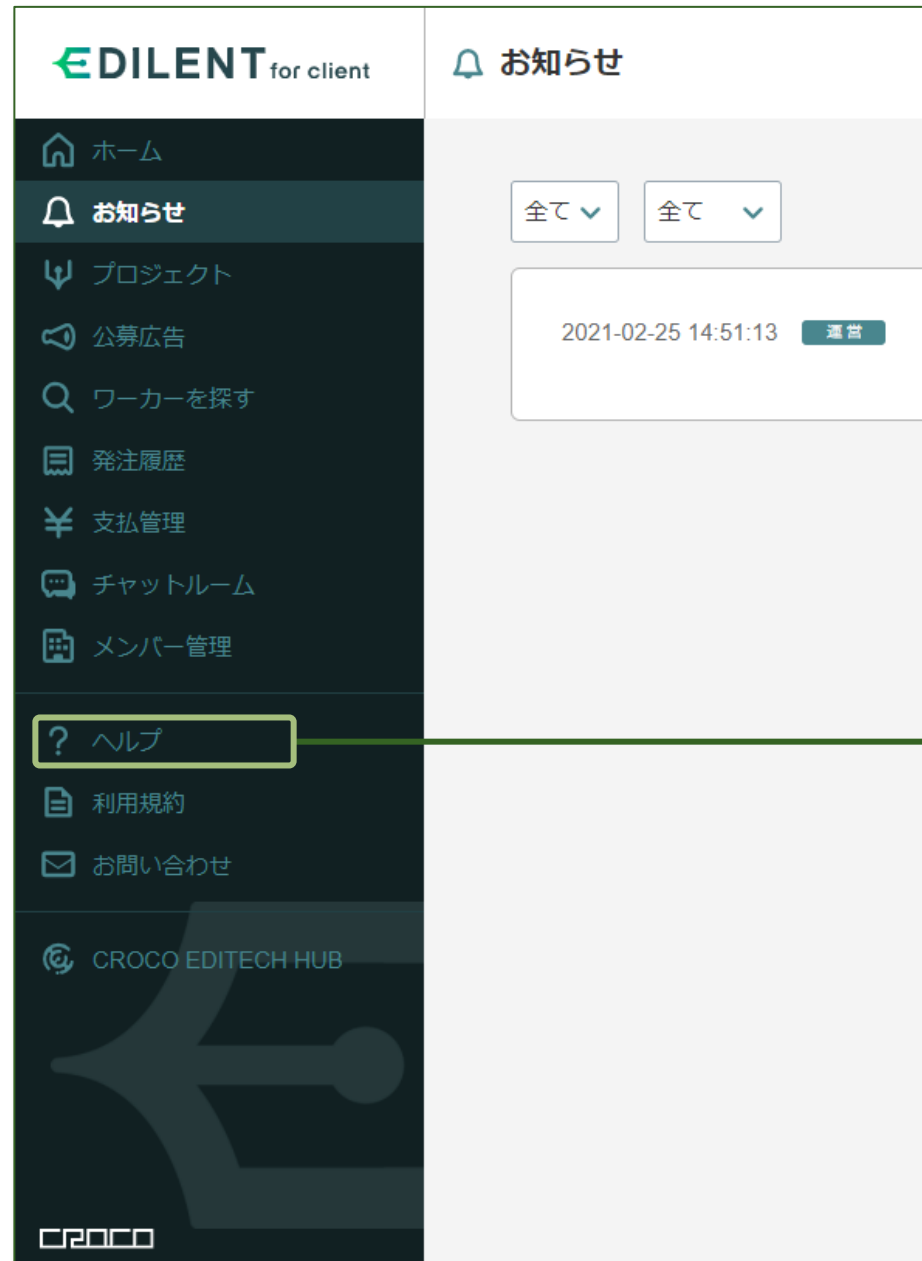 EDILENT for client
お知らせ
ホーム
お知らせ
プロジェクト
公募広告
ワーカーを探す
発注履歴
支払管理
チャットルーム
メンバー管理
ヘルプ
利用規約
お問い合わせ
CROCO EDITECH HUB
CROCO
全て 全て
2021-02-25 14:51:13 運営